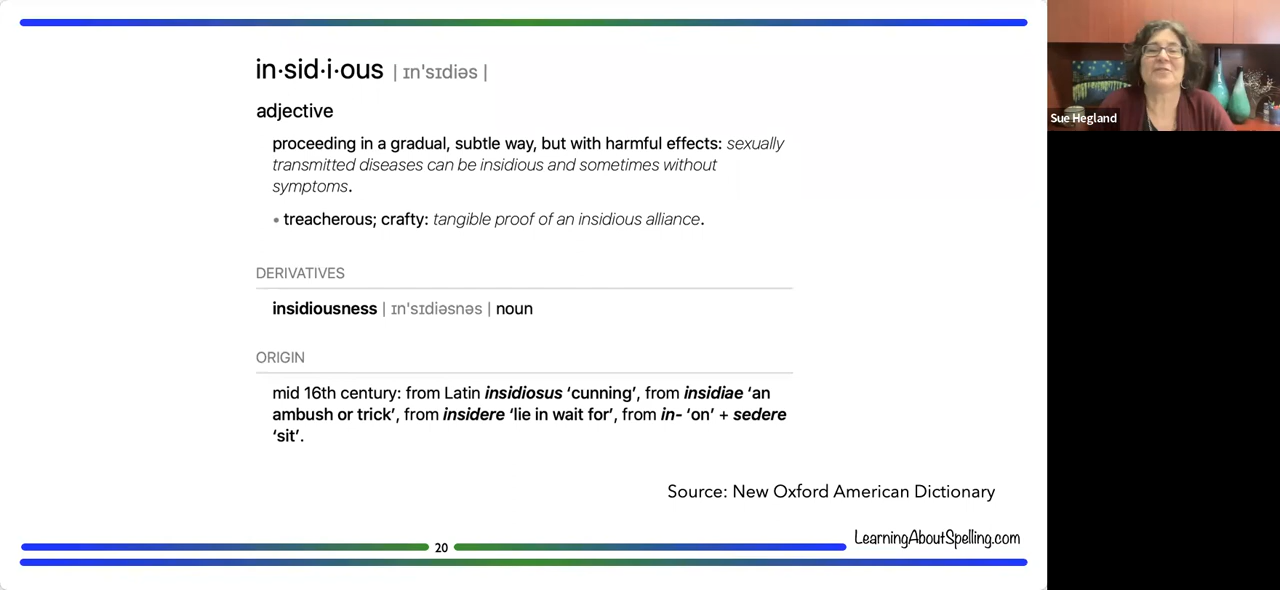 in·sid·i·ous | ɪnˈsɪdiəs |
adjective
proceeding in a gradual, subtle way, but with harmful effects: sexually
transmitted diseases can be insidious and sometimes without
symptoms.
• treacherous; crafty: tangible proof of an insidious alliance.
DERIVATIVES
insidiousness | ɪnˈsɪdiəsnəs | noun
ORIGIN
mid 16th century: from Latin insidiosus ‘cunning’, from insidiae ‘an
ambush or trick’, from insidere ‘lie in wait for’, from in- ‘on’ + sedere
‘sit’.
Source: New Oxford American Dictionary
LearningAboutSpelling.com
20
Sue Hegland